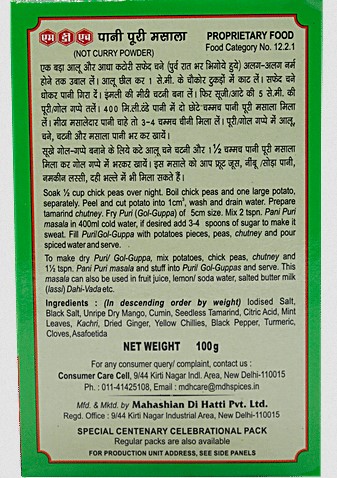 एम डी एच पानी पूरी मसाला
PROPRIETARY FOOD
(NOT CURRY POWDER)
Food Category No. 12.2.1
एक बड़ा आलू और आधा कटोरी सफेद चने (पूर्व रात भर भिगोये हुये) अलग-अलग नर्म
होने तक उबाल लें। आलू छील कर 1 से.मी. के चौकोर टुकड़ों में काट लें। सफेद चने
धोकर पानी गिरा दें। इमली की मीठी चटनी बना लें। फिर सूजी/आटे की 5 से.मी. की
पूरी/गोल गप्पे तलें। 400 मि.ली.ठंडे पानी में दो छोटे चम्मच पानी पूरी मसाला मिला
लें। मीठा मसालेदार पानी चाहे तो 3-4 चम्मच चीनी मिला लें। पूरी/गोल गप्पे में आलू,
चने, चटनी और मसाला पानी भर कर खायें।
सूखे गोल-गप्पे बनाने के लिये कटे आलू चने चटनी और 1½ चम्मच पानी पूरी मसाला
मिला कर गोल गप्पे में भरकर खायें। इस मसाले को आप फ्रूट जूस, नींबू /सोड़ा पानी,
नमकीन लस्सी, दही भल्ले में भी मिला सकते हैं।
Soak ½ cup chick peas over night. Boil chick peas and one large potato,
separately. Peel and cut potato into 1cm³, wash and drain water. Prepare
tamarind chutney. Fry Puri (Gol-Guppa) of 5cm size. Mix 2 tspn. Pani Puri
masala in 400ml cold water, if desired add 3-4 spoons of sugar to make it
sweat. Fill Puri/Gol-Guppa with potatoes pieces, peas, chutney and pour
spiced water and serve.
To make dry Puri/ Gol-Guppa, mix potatoes, chick peas, chutney and
1½ tspn. Pani Puri masala and stuff into Puri/ Gol-Guppas and serve. This
masala can also be used in fruit juice, lemon/ soda water, salted butter milk
(lassi) Dahi-Vada etc.
Ingredients : (In descending order by weight) Iodised Salt,
Black Salt, Unripe Dry Mango, Cumin, Seedless Tamarind, Citric Acid, Mint
Leaves, Kachri, Dried Ginger, Yellow Chillies, Black Pepper, Turmeric,
Cloves, Asafoetida
NET WEIGHT 100g
For any consumer query/ complaint, contact us :
Consumer Care Cell, 9/44 Kirti Nagar Indl. Area, New Delhi-110015
Ph. : 011-41425108, Email : mdhcare@mdhspices.in
Mfd. & Mktd. by Mahashian Di Hatti Pvt. Ltd.
Regd. Office : 9/44 Kirti Nagar Industrial Area, New Delhi-110015
SPECIAL CENTENARY CELEBRATIONAL PACK
Regular packs are also available
FOR PRODUCTION UNIT ADDRESS, SEE SIDE PANELS